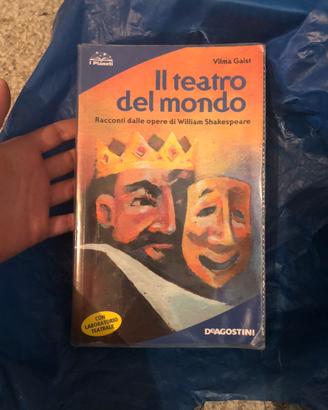 I Pianeti
Vilma Gaist
Il teatro
del mondo
Racconti dalle opere di William Shakespeare
CON
LABORATORIO
TEATRALE
DEAGOSTINI